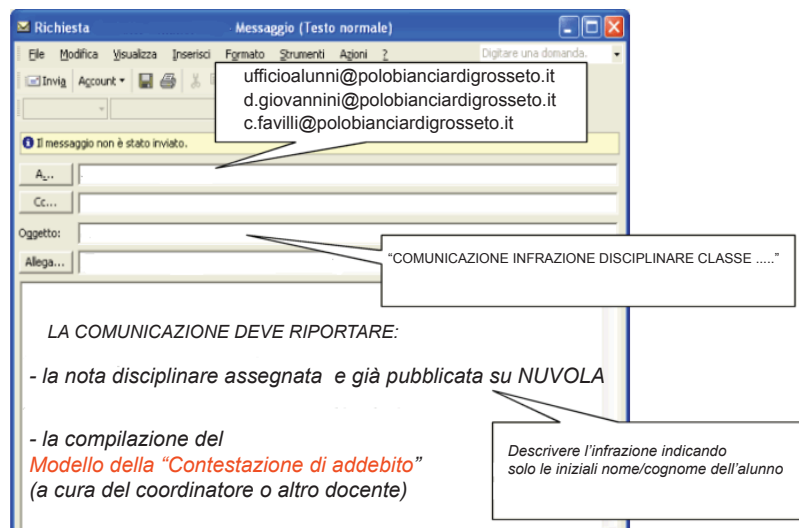 Richiesta Messaggio (Testo normale)
File Modifica Visualizza Inserisci Formato Strumenti Azioni ? Digitare una domanda.
Invia Account
ufficioalunni@polobianciardigrosseto.it
d.giovannini@polobianciardigrosseto.it
c.favilli@polobianciardigrosseto.it
Il messaggio non è stato inviato.
A...
Cc...
Oggetto:
Allega...
“COMUNICAZIONE INFRAZIONE DISCIPLINARE CLASSE .....”
LA COMUNICAZIONE DEVE RIPORTARE:
- la nota disciplinare assegnata e già pubblicata su NUVOLA
- la compilazione del
Modello della “Contestazione di addebito”
(a cura del coordinatore o altro docente)
Descrivere l’infrazione indicando
solo le iniziali nome/cognome dell’alunno